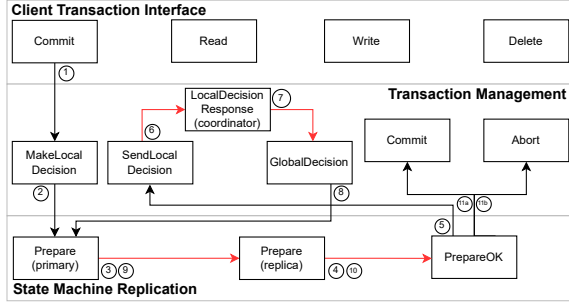 Client Transaction Interface
Commit
Read
Write
Delete
1
LocalDecision
Response
(coordinator)
7
Transaction Management
6
MakeLocal
Decision
SendLocal
Decision
GlobalDecision
Commit
Abort
2
8
11a
11b
5
Prepare
(primary)
3 9
Prepare
(replica)
4 10
PrepareOK
State Machine Replication